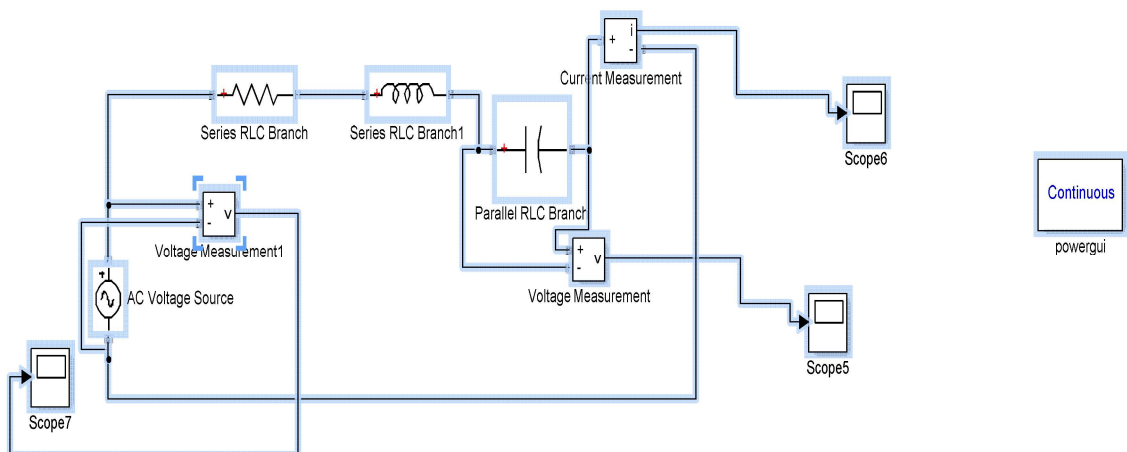 i
+
-
Current Measurement
Series RLC Branch
Series RLC Branch1
Scope6
Continuous
powergui
Parallel RLC Branch
+
-
v
Voltage Measurement1
+
-
v
Voltage Measurement
AC Voltage Source
Scope5
Scope7